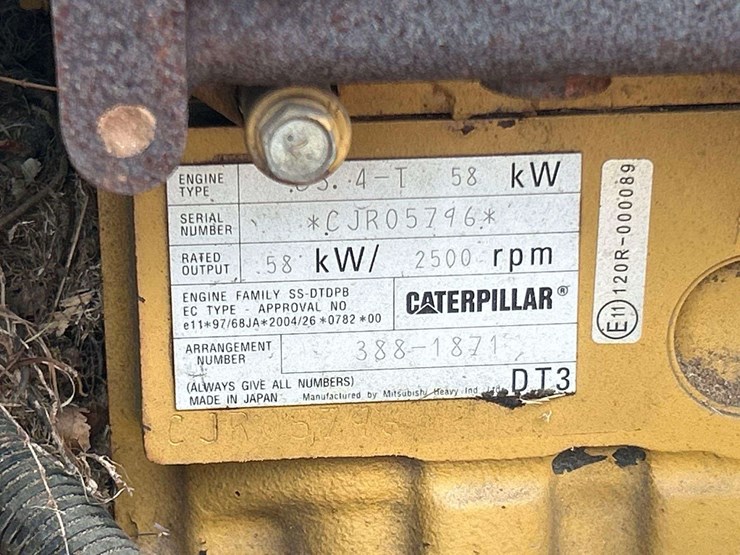 ENGINE TYPE 4-T 58 kW
SERIAL NUMBER *CJR05796*
RATED OUTPUT 58 kW/ 2500 rpm
ENGINE FAMILY SS-DTDPB
EC TYPE - APPROVAL NO
e11*97/68JA*2004/26*0782*00
CATERPILLAR®
ARRANGEMENT NUMBER 388-1871
(ALWAYS GIVE ALL NUMBERS)
MADE IN JAPAN Manufactured by Mitsubishi Heavy Ind
DT3
E11 120R-000089